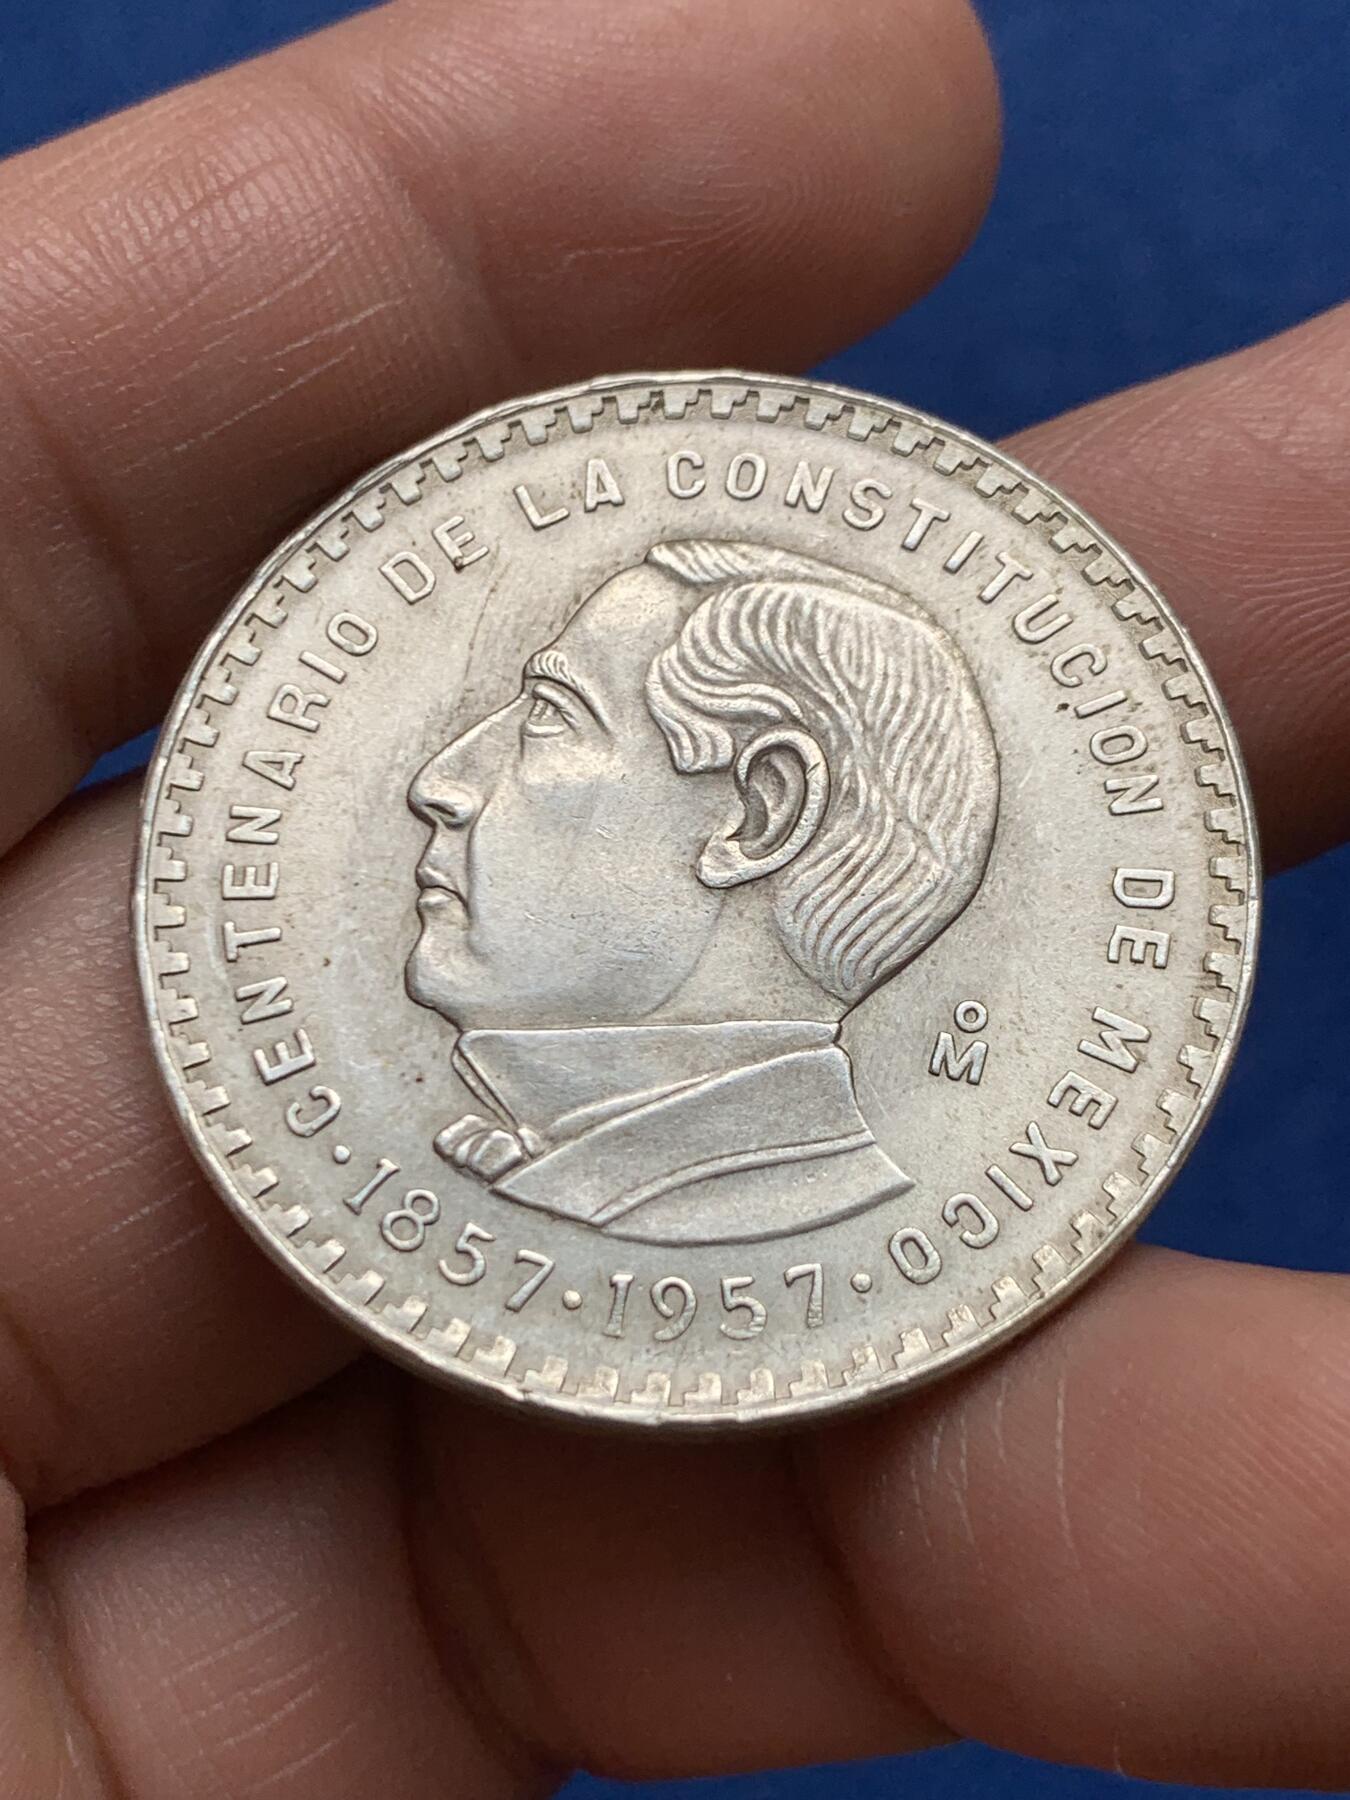 CENTENARIO DE LA CONSTITUCION DE MEXICO
· 1857 · 1957 ·
Mo